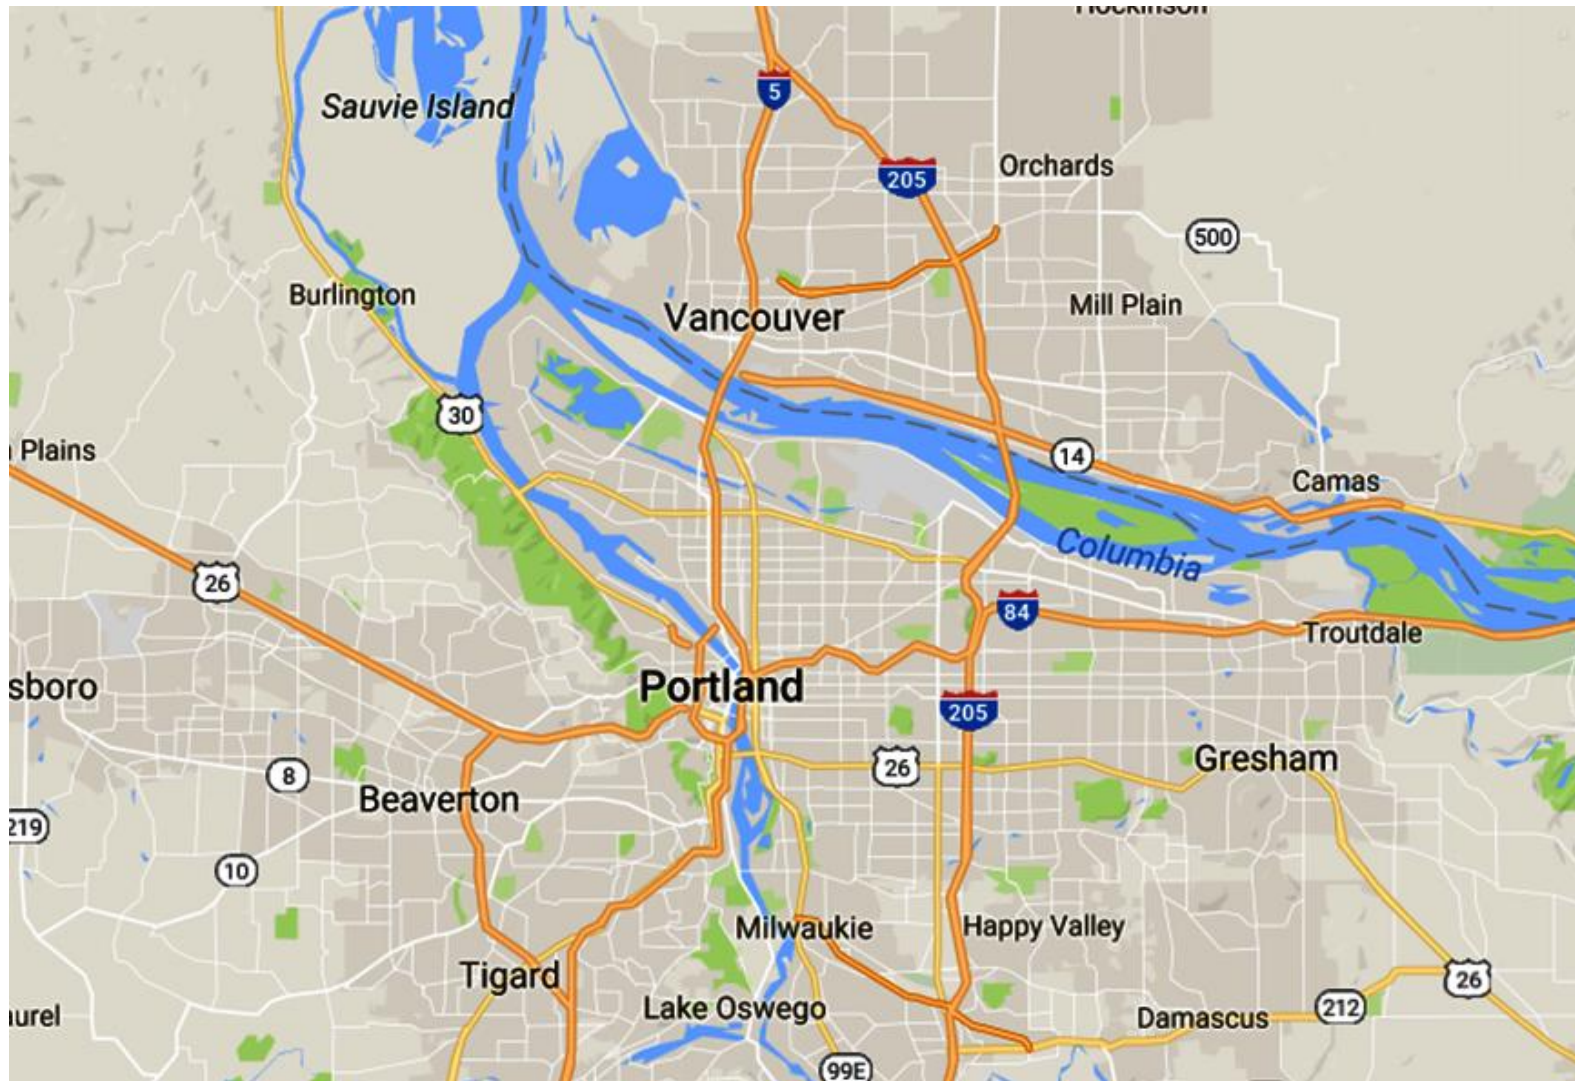 Hockinson
5
Sauvie Island
Orchards
205
500
Burlington
Mill Plain
Vancouver
30
Plains
14
Camas
Columbia
26
84
Troutdale
Portland
sboro
205
Gresham
8
26
Beaverton
219
10
Milwaukie
Happy Valley
Tigard
26
Lake Oswego
212
urel
Damascus
99E